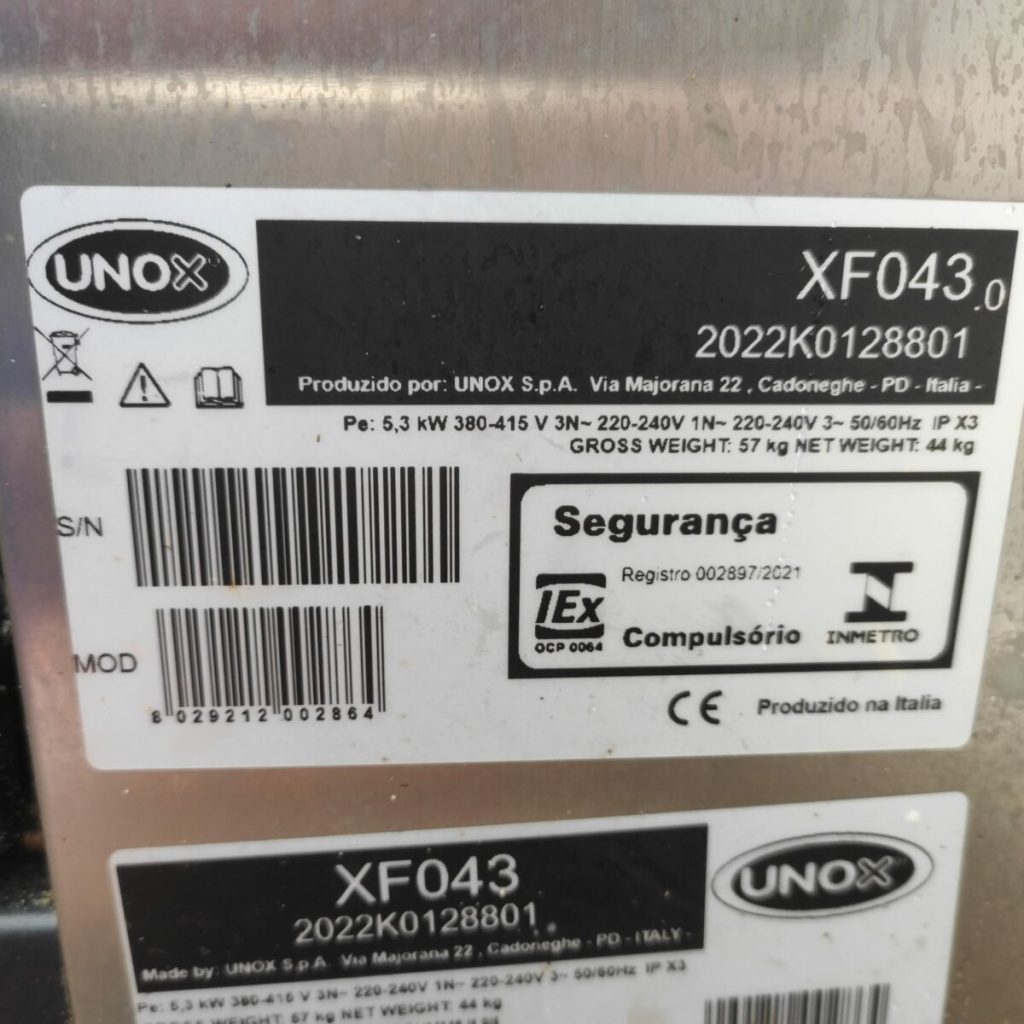 UNOX
XF043.0
2022K0128801
Produzido por: UNOX S.p.A. Via Majorana 22 , Cadoneghe - PD - Italia -
Pe: 5,3 kW 380-415 V 3N~ 220-240V 1N~ 220-240V 3~ 50/60Hz IP X3
GROSS WEIGHT: 57 kg NET WEIGHT: 44 kg
S/N
Segurança
Registro 002897/2021
IEx
OCP 0064
Compulsório
INMETRO
MOD
8 029212 002864
CE
Produzido na Italia
XF043
2022K0128801
UNOX
Made by: UNOX S.p.A Via Majorana 22 , Cadoneghe - PD - ITALY -
Pe: 5,3 kW 380-415 V 3N~ 220-240V 1N~ 220-240V 3~ 50/60Hz IP X3
GROSS WEIGHT: 57 kg NET WEIGHT: 44 kg